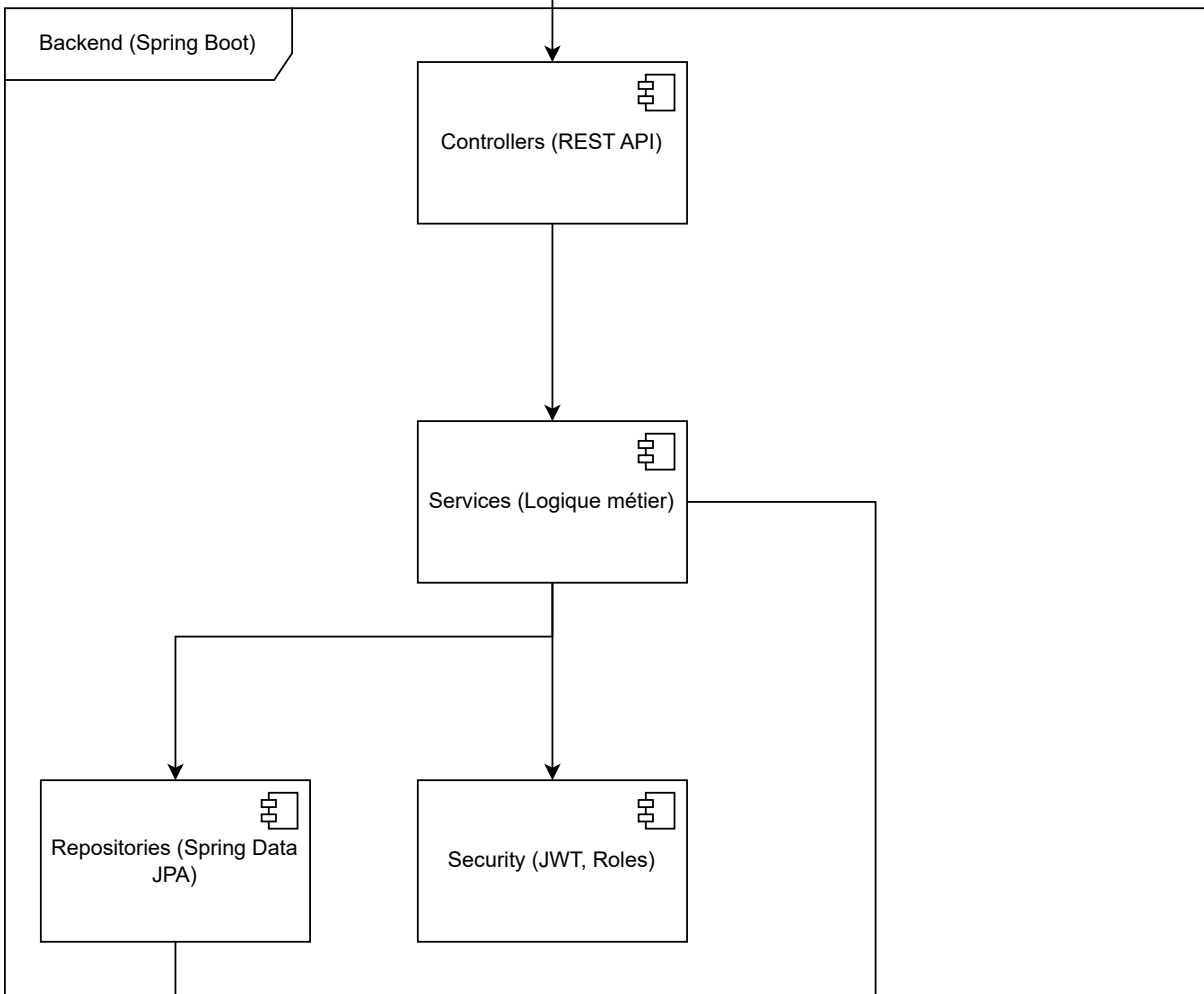 Backend (Spring Boot)
Controllers (REST API)
Services (Logique métier)
Repositories (Spring Data
JPA)
Security (JWT, Roles)